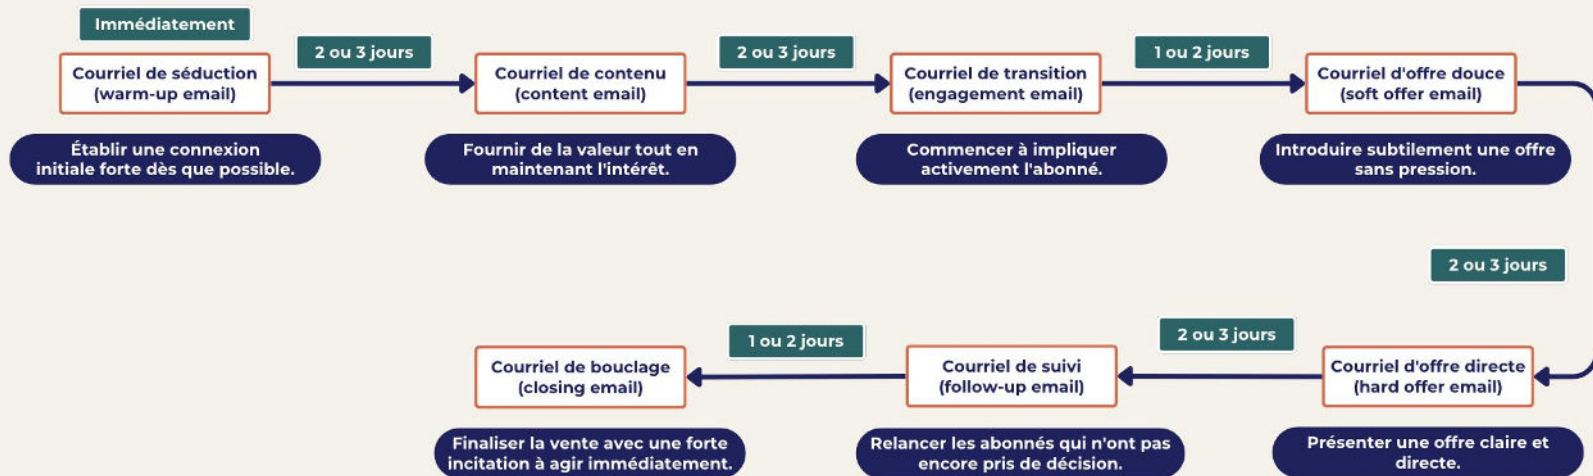 Immédiatement
2 ou 3 jours
2 ou 3 jours
1 ou 2 jours
Courriel de séduction
(warm-up email)
Courriel de contenu
(content email)
Courriel de transition
(engagement email)
Courriel d'offre douce
(soft offer email)
Établir une connexion
initiale forte dès que possible.
Fournir de la valeur tout en
maintenant l'intérêt.
Commencer à impliquer
activement l'abonné.
Introduire subtilement une offre
sans pression.
2 ou 3 jours
2 ou 3 jours
1 ou 2 jours
Courriel d'offre directe
(hard offer email)
Courriel de suivi
(follow-up email)
Courriel de bouclage
(closing email)
Présenter une offre claire et
directe.
Relancer les abonnés qui n'ont pas
encore pris de décision.
Finaliser la vente avec une forte
incitation à agir immédiatement.